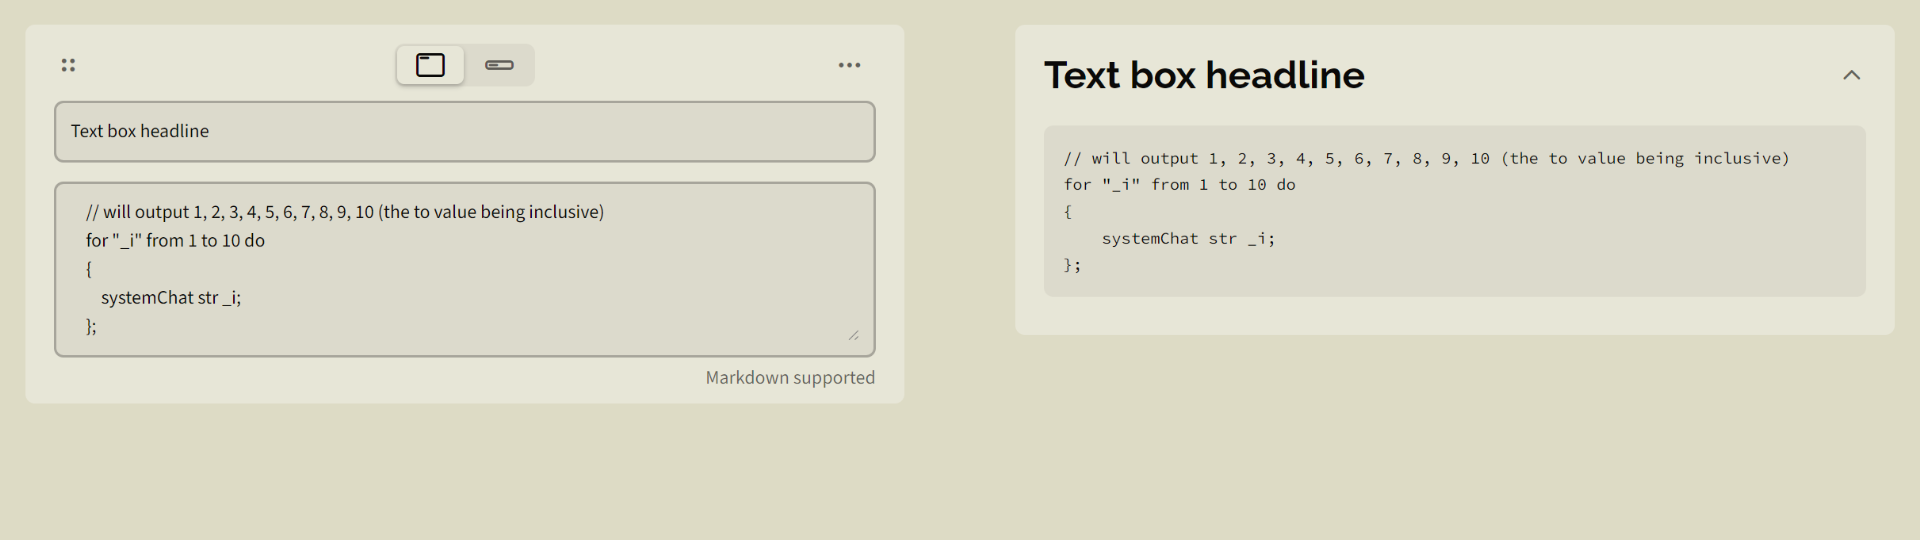 Text box headline
// will output 1, 2, 3, 4, 5, 6, 7, 8, 9, 10 (the to value being inclusive)
for "_i" from 1 to 10 do
{
    systemChat str _i;
};
Markdown supported
Text box headline
// will output 1, 2, 3, 4, 5, 6, 7, 8, 9, 10 (the to value being inclusive)
for "_i" from 1 to 10 do
{
    systemChat str _i;
};